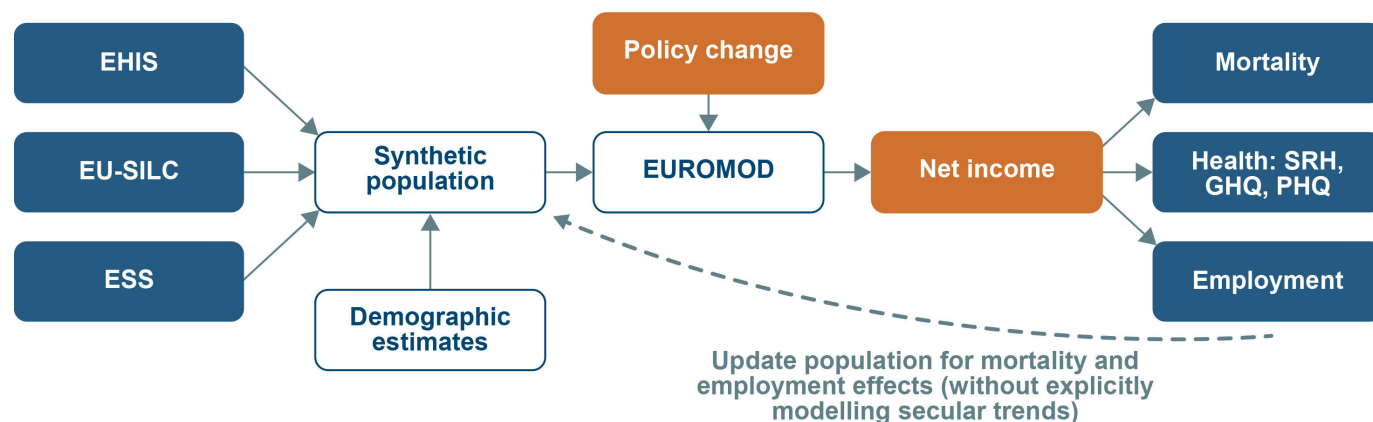 EHIS
EU-SILC
ESS
Synthetic
population
Demographic
estimates
Policy change
EUROMOD
Net income
Mortality
Health: SRH,
GHQ, PHQ
Employment
Update population for mortality and
employment effects (without explicitly
modelling secular trends)